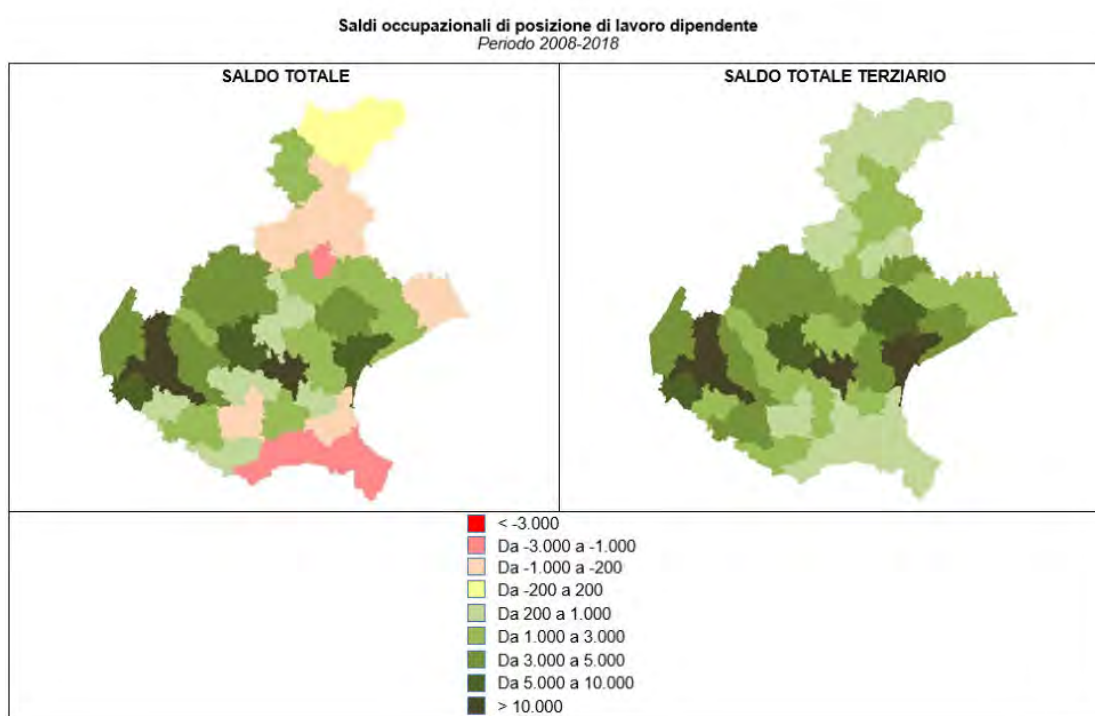 Saldi occupazionali di posizione di lavoro dipendente
Periodo 2008-2018
SALDO TOTALE
SALDO TOTALE TERZIARIO
< -3.000
Da -3.000 a -1.000
Da -1.000 a -200
Da -200 a 200
Da 200 a 1.000
Da 1.000 a 3.000
Da 3.000 a 5.000
Da 5.000 a 10.000
> 10.000